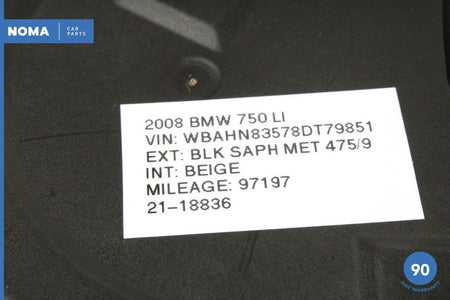 NOMA CAR
PARTS
2008 BMW 750 LI
VIN: WBAHN83578DT79851
EXT: BLK SAPH MET 475/9
INT: BEIGE
MILEAGE: 97197
21-18836
90
DAY WARRANTY